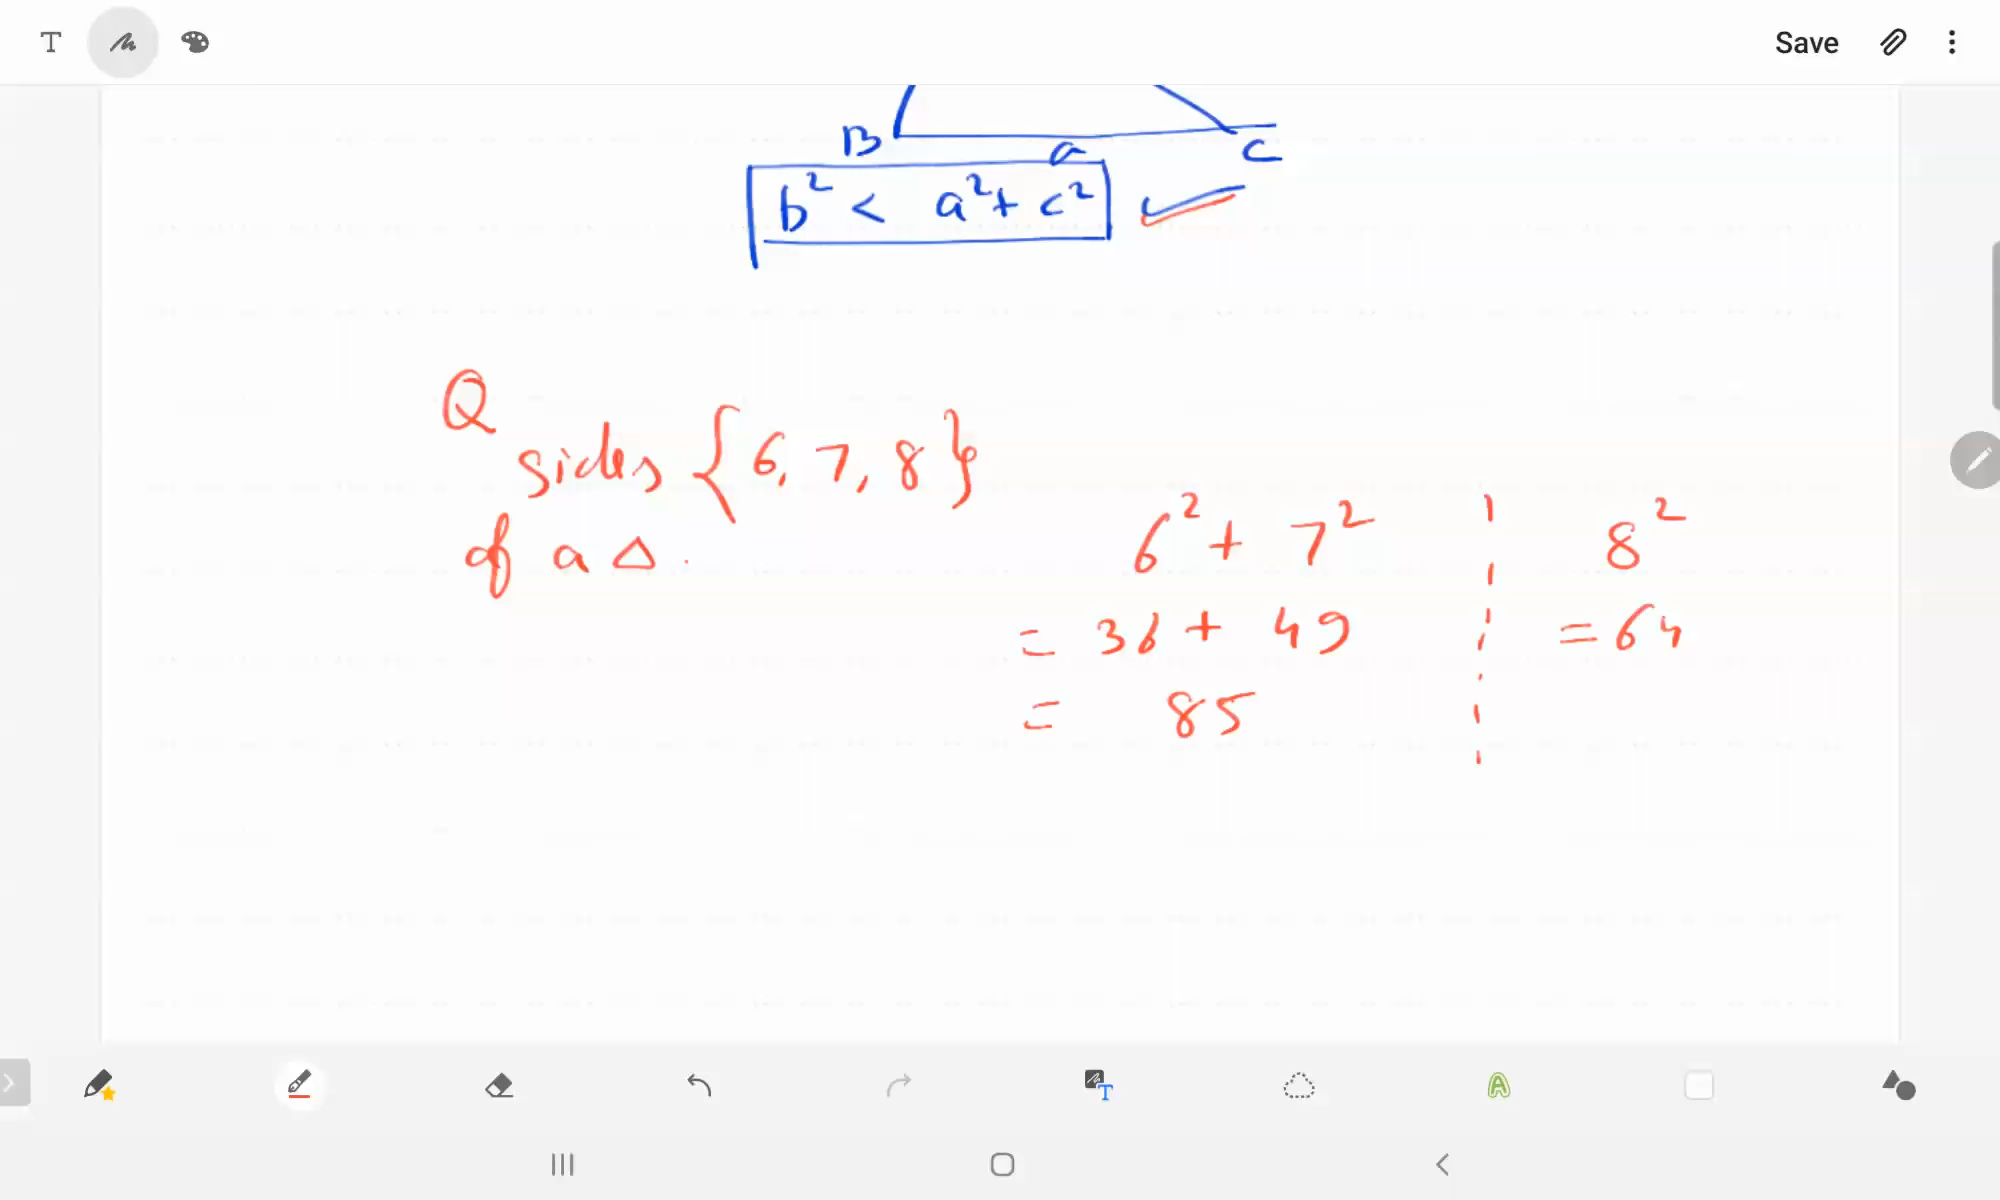 T
Save
B
a
C
b² < a² + c²
Q
sides {6, 7, 8}
of a △.
6² + 7²
= 36 + 49
= 85
8²
= 64
T
A